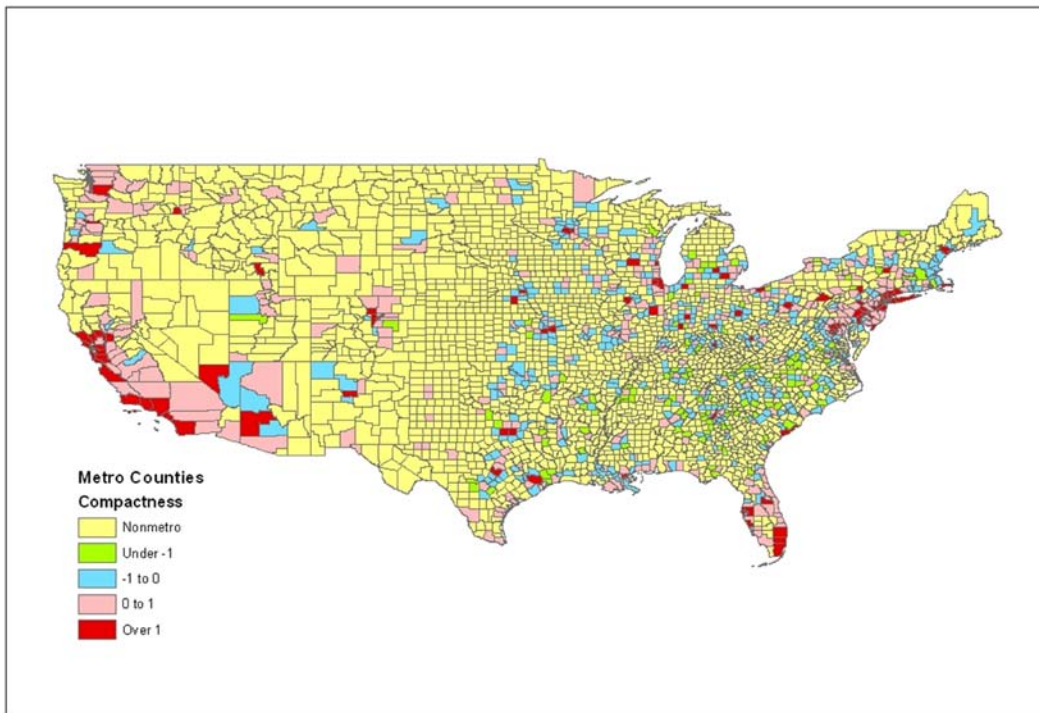 Metro Counties
Compactness
Nonmetro
Under -1
-1 to 0
0 to 1
Over 1